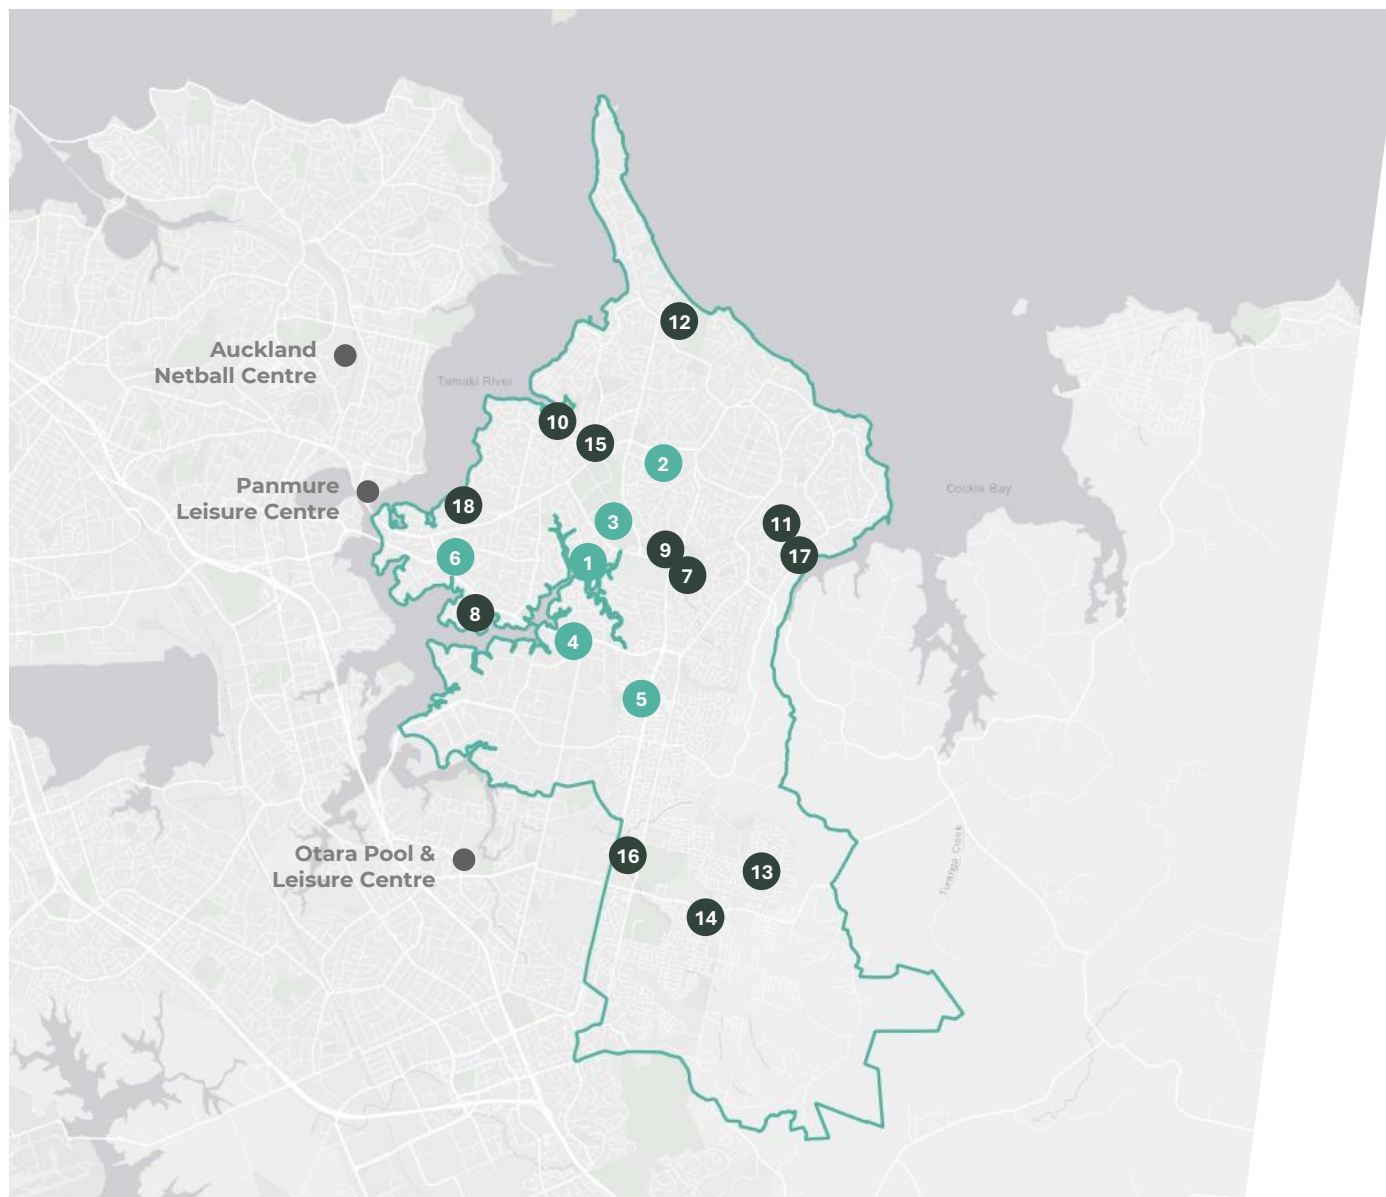 12
Auckland
Netball Centre
Tamaki River
10
15
2
Panmure
Leisure Centre
18
Cockle Bay
3
11
9
17
6
1
7
8
4
5
Turanga Creek
Otara Pool &
Leisure Centre
16
13
14